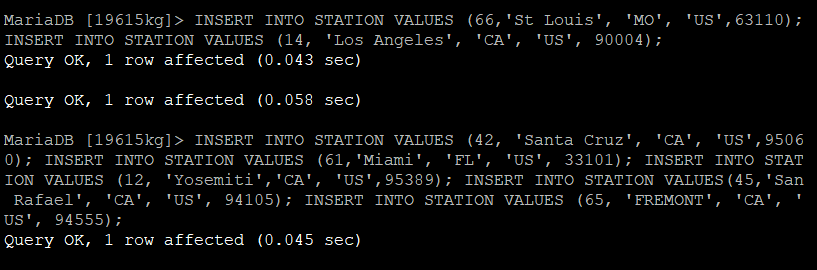 MariaDB [19615kg]> INSERT INTO STATION VALUES (66,'St Louis', 'MO', 'US',63110);
INSERT INTO STATION VALUES (14, 'Los Angeles', 'CA', 'US', 90004);
Query OK, 1 row affected (0.043 sec)
Query OK, 1 row affected (0.058 sec)
MariaDB [19615kg]> INSERT INTO STATION VALUES (42, 'Santa Cruz', 'CA', 'US',9506
0); INSERT INTO STATION VALUES (61,'Miami', 'FL', 'US', 33101); INSERT INTO STAT
ION VALUES (12, 'Yosemiti','CA', 'US',95389); INSERT INTO STATION VALUES(45,'San
 Rafael', 'CA', 'US', 94105); INSERT INTO STATION VALUES (65, 'FREMONT', 'CA', '
US', 94555);
Query OK, 1 row affected (0.045 sec)